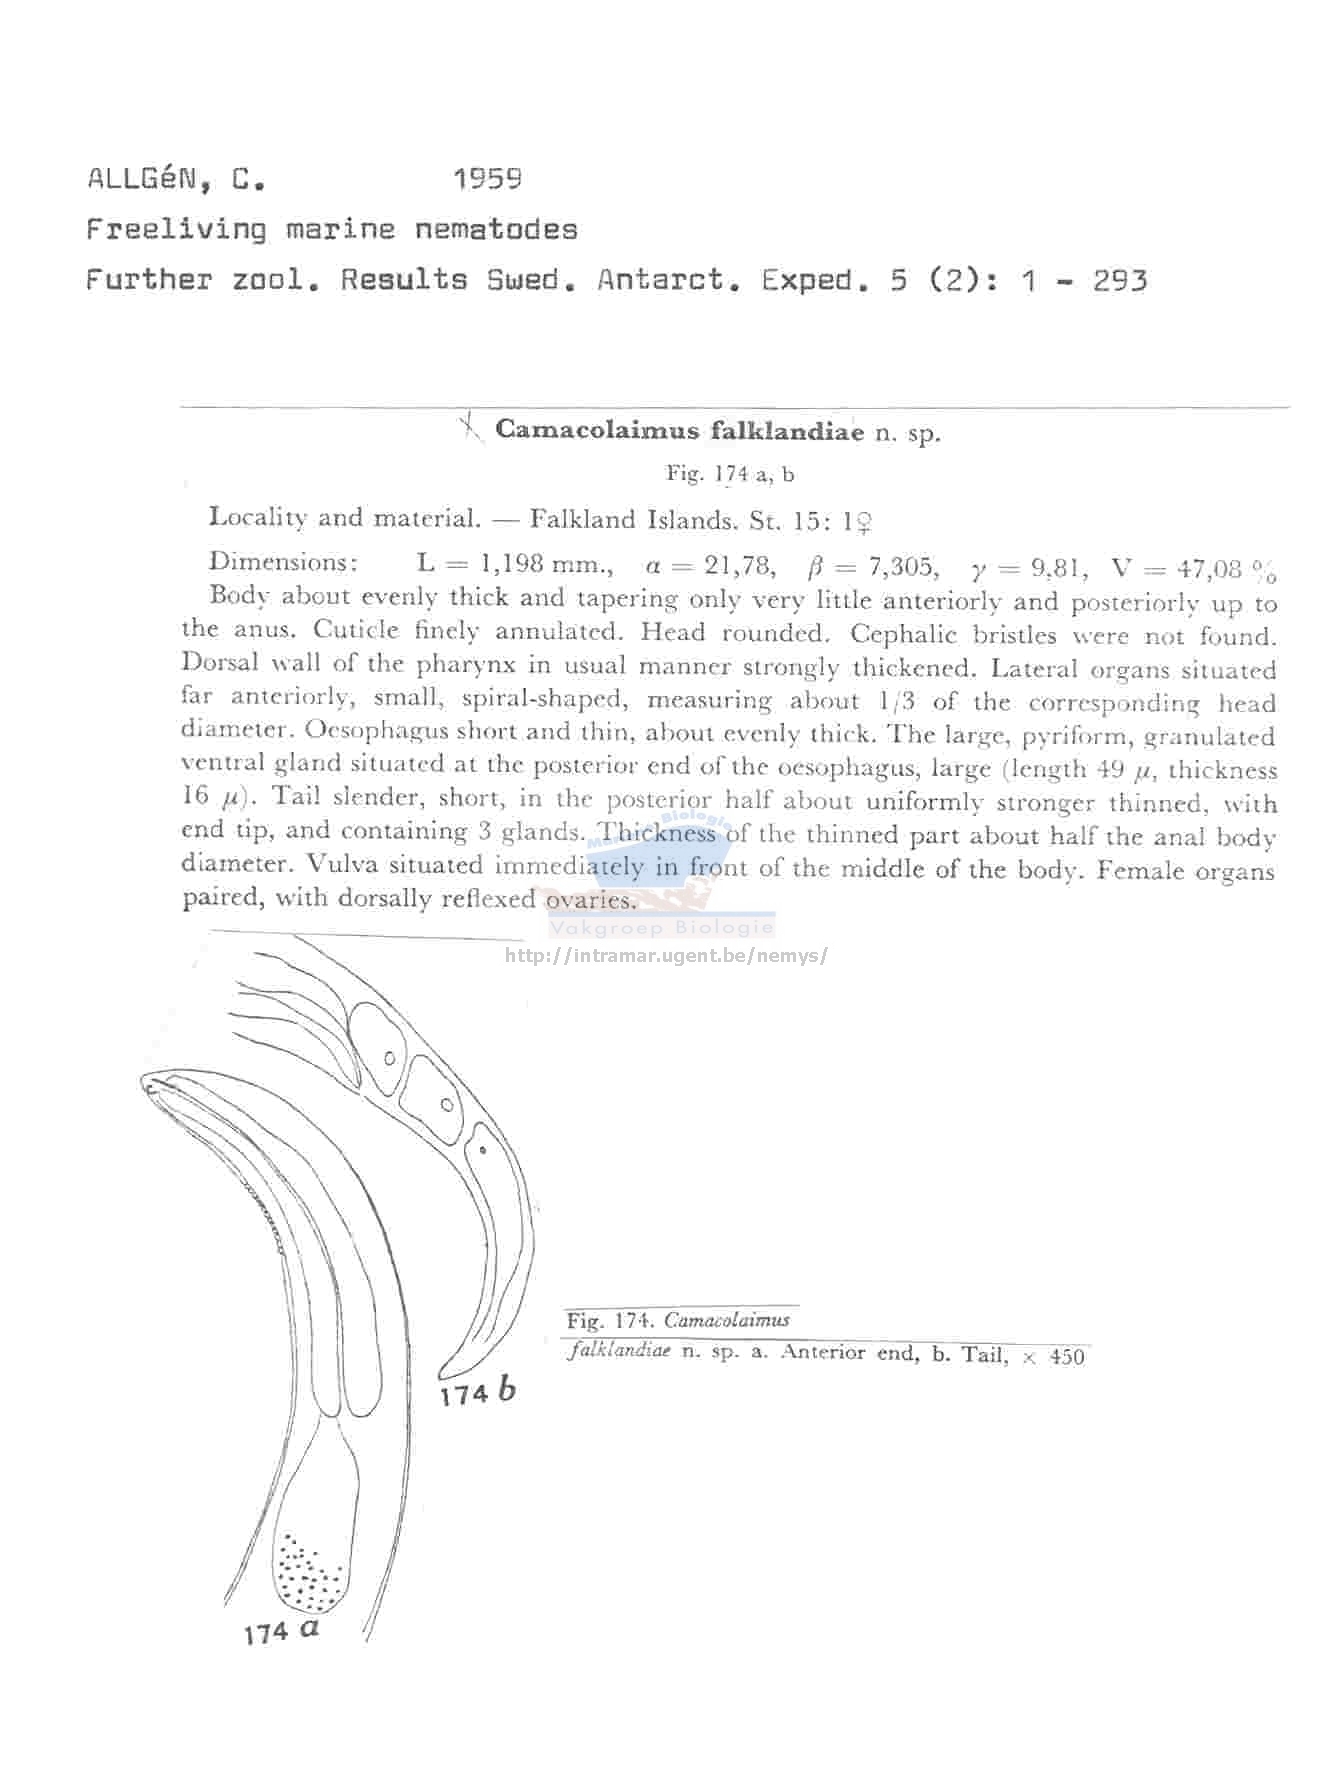 ALLGéN, C. 1959
Freeliving marine nematodes
Further zool. Results Swed. Antarct. Exped. 5 (2): 1 - 293
Camacolaimus falklandiae n. sp.
Fig. 174 a, b
Locality and material. — Falkland Islands. St. 15: 1♀
Dimensions: L = 1,198 mm., α = 21,78, β = 7,305, γ = 9,81, V = 47,08 %
Body about evenly thick and tapering only very little anteriorly and posteriorly up to
the anus. Cuticle finely annulated. Head rounded. Cephalic bristles were not found.
Dorsal wall of the pharynx in usual manner strongly thickened. Lateral organs situated
far anteriorly, small, spiral-shaped, measuring about 1/3 of the corresponding head
diameter. Oesophagus short and thin, about evenly thick. The large, pyriform, granulated
ventral gland situated at the posterior end of the oesophagus, large (length 49 μ, thickness
16 μ). Tail slender, short, in the posterior half about uniformly stronger thinned, with
end tip, and containing 3 glands. Thickness of the thinned part about half the anal body
diameter. Vulva situated immediately in front of the middle of the body. Female organs
paired, with dorsally reflexed ovaries.
Vakgroep Biologie
http://intramar.ugent.be/nemys/
Fig. 174. Camacolaimus
falklandiae n. sp. a. Anterior end, b. Tail, × 450
174 b
174 a